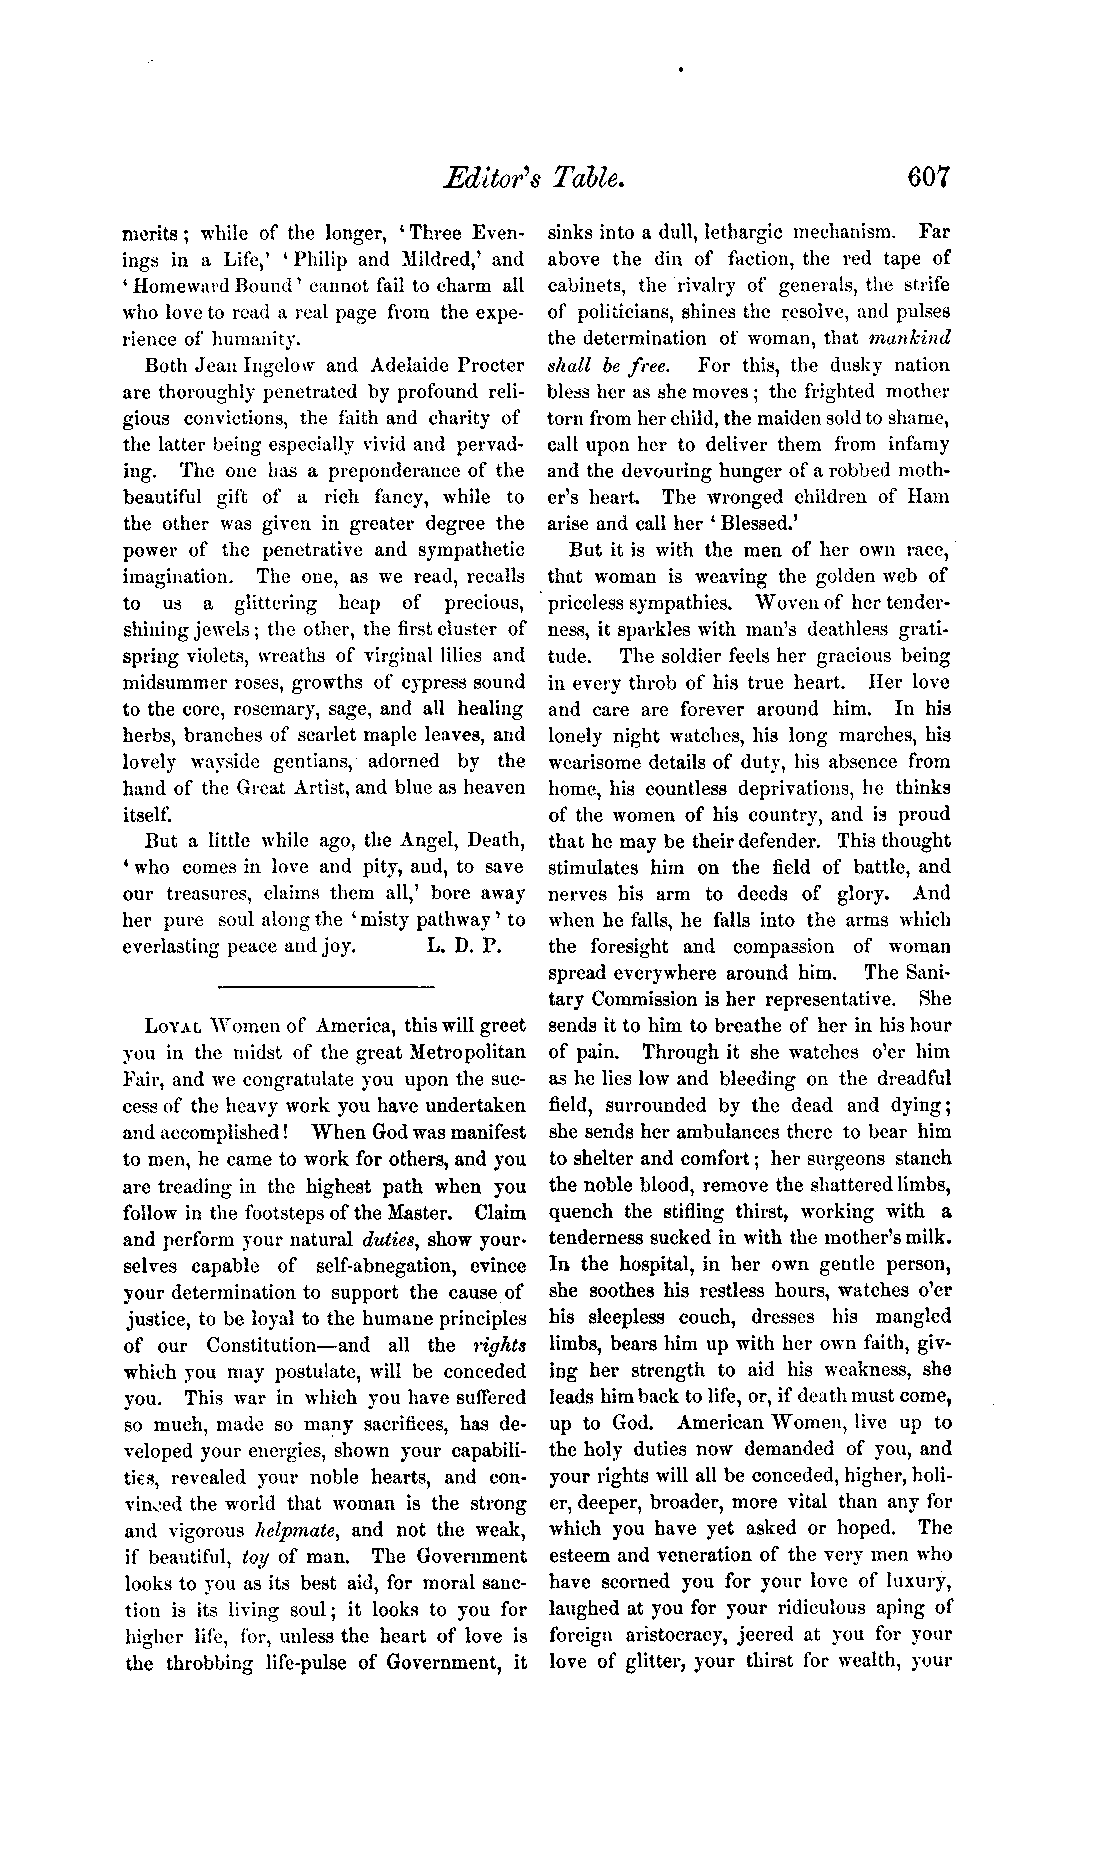 Editor's Table. 607
merits; while of the longer, 'Three Even-
ings in a Life,' 'Philip and Mildred,' and
'Homeward Bound' cannot fail to charm all
who love to read a real page from the expe-
rience of humanity.
Both Jean Ingelow and Adelaide Procter
are thoroughly penetrated by profound reli-
gious convictions, the faith and charity of
the latter being especially vivid and pervad-
ing. The one has a preponderance of the
beautiful gift of a rich fancy, while to
the other was given in greater degree the
power of the penetrative and sympathetic
imagination. The one, as we read, recalls
to us a glittering heap of precious,
shining jewels; the other, the first cluster of
spring violets, wreaths of virginal lilies and
midsummer roses, growths of cypress sound
to the core, rosemary, sage, and all healing
herbs, branches of scarlet maple leaves, and
lovely wayside gentians, adorned by the
hand of the Great Artist, and blue as heaven
itself.
But a little while ago, the Angel, Death,
'who comes in love and pity, and, to save
our treasures, claims them all,' bore away
her pure soul along the 'misty pathway' to
everlasting peace and joy. L. D. P.
LOYAL Women of America, this will greet
you in the midst of the great Metropolitan
Fair, and we congratulate you upon the suc-
cess of the heavy work you have undertaken
and accomplished! When God was manifest
to men, he came to work for others, and you
are treading in the highest path when you
follow in the footsteps of the Master. Claim
and perform your natural duties, show your-
selves capable of self-abnegation, evince
your determination to support the cause of
justice, to be loyal to the humane principles
of our Constitution—and all the rights
which you may postulate, will be conceded
you. This war in which you have suffered
so much, made so many sacrifices, has de-
veloped your energies, shown your capabili-
ties, revealed your noble hearts, and con-
vinced the world that woman is the strong
and vigorous helpmate, and not the weak,
if beautiful, toy of man. The Government
looks to you as its best aid, for moral sanc-
tion is its living soul; it looks to you for
higher life, for, unless the heart of love is
the throbbing life-pulse of Government, it
sinks into a dull, lethargic mechanism. Far
above the din of faction, the red tape of
cabinets, the rivalry of generals, the strife
of politicians, shines the resolve, and pulses
the determination of woman, that mankind
shall be free. For this, the dusky nation
bless her as she moves; the frighted mother
torn from her child, the maiden sold to shame,
call upon her to deliver them from infamy
and the devouring hunger of a robbed moth-
er's heart. The wronged children of Ham
arise and call her 'Blessed.'
But it is with the men of her own race,
that woman is weaving the golden web of
priceless sympathies. Woven of her tender-
ness, it sparkles with man's deathless grati-
tude. The soldier feels her gracious being
in every throb of his true heart. Her love
and care are forever around him. In his
lonely night watches, his long marches, his
wearisome details of duty, his absence from
home, his countless deprivations, he thinks
of the women of his country, and is proud
that he may be their defender. This thought
stimulates him on the field of battle, and
nerves his arm to deeds of glory. And
when he falls, he falls into the arms which
the foresight and compassion of woman
spread everywhere around him. The Sani-
tary Commission is her representative. She
sends it to him to breathe of her in his hour
of pain. Through it she watches o'er him
as he lies low and bleeding on the dreadful
field, surrounded by the dead and dying;
she sends her ambulances there to bear him
to shelter and comfort; her surgeons stanch
the noble blood, remove the shattered limbs,
quench the stifling thirst, working with a
tenderness sucked in with the mother's milk.
In the hospital, in her own gentle person,
she soothes his restless hours, watches o'er
his sleepless couch, dresses his mangled
limbs, bears him up with her own faith, giv-
ing her strength to aid his weakness, she
leads him back to life, or, if death must come,
up to God. American Women, live up to
the holy duties now demanded of you, and
your rights will all be conceded, higher, holi-
er, deeper, broader, more vital than any for
which you have yet asked or hoped. The
esteem and veneration of the very men who
have scorned you for your love of luxury,
laughed at you for your ridiculous aping of
foreign aristocracy, jeered at you for your
love of glitter, your thirst for wealth, your